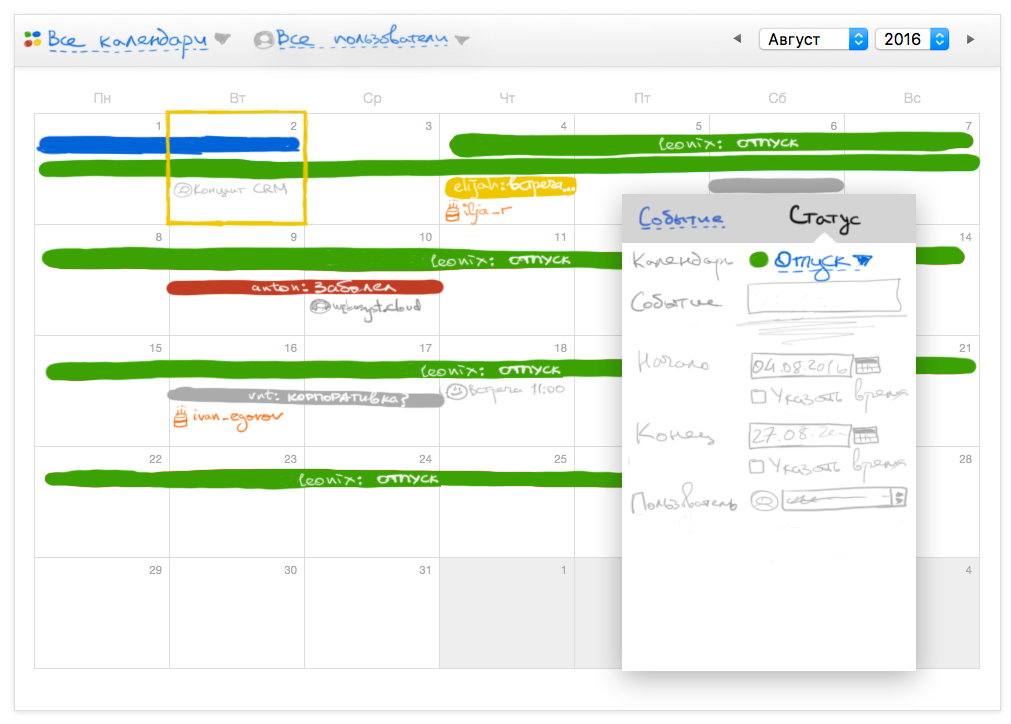 Все календари Все пользователи Август 2016
Пн Вт Ср Чт Пт Сб Вс
1 2 3 4 5 6 7
leonix: отпуск
Концепт CRM
elijah: встреча...
ilja_r
8 9 10 11 14
leonix: отпуск
anton: Заболел
webasyst.cloud
15 16 17 18 21
leonix: отпуск
vnt: корпоративка?
Встреча 11:00
ivan_egorov
22 23 24 25 28
leonix: отпуск
29 30 31 1 4
Событие Статус
Календарь Отпуск
Событие
Начало 04.08.2016
Указать время
Конец 27.08.
Указать время
Пользователь